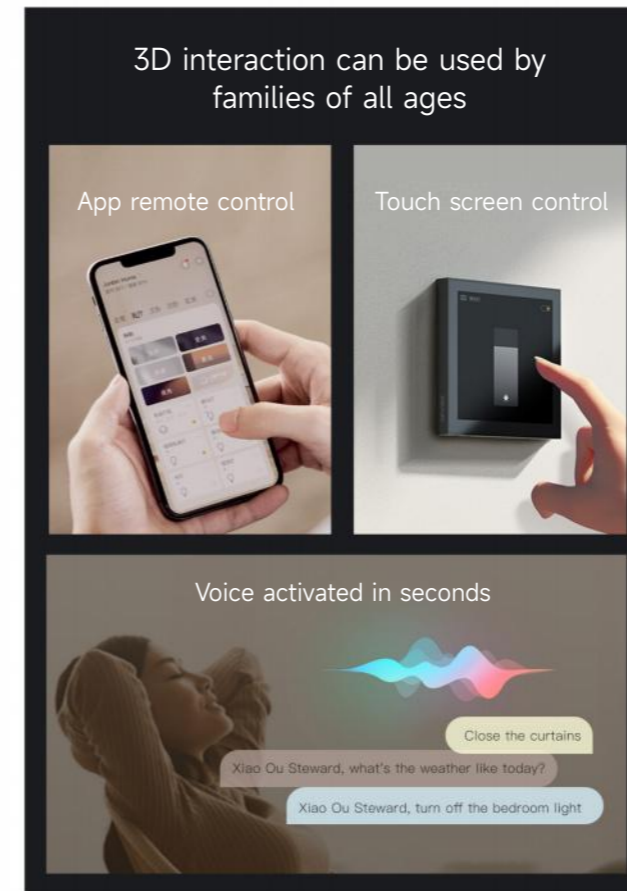 3D interaction can be used by
families of all ages
App remote control
Touch screen control
Voice activated in seconds
Close the curtains
Xiao Ou Steward, what's the weather like today?
Xiao Ou Steward, turn off the bedroom light